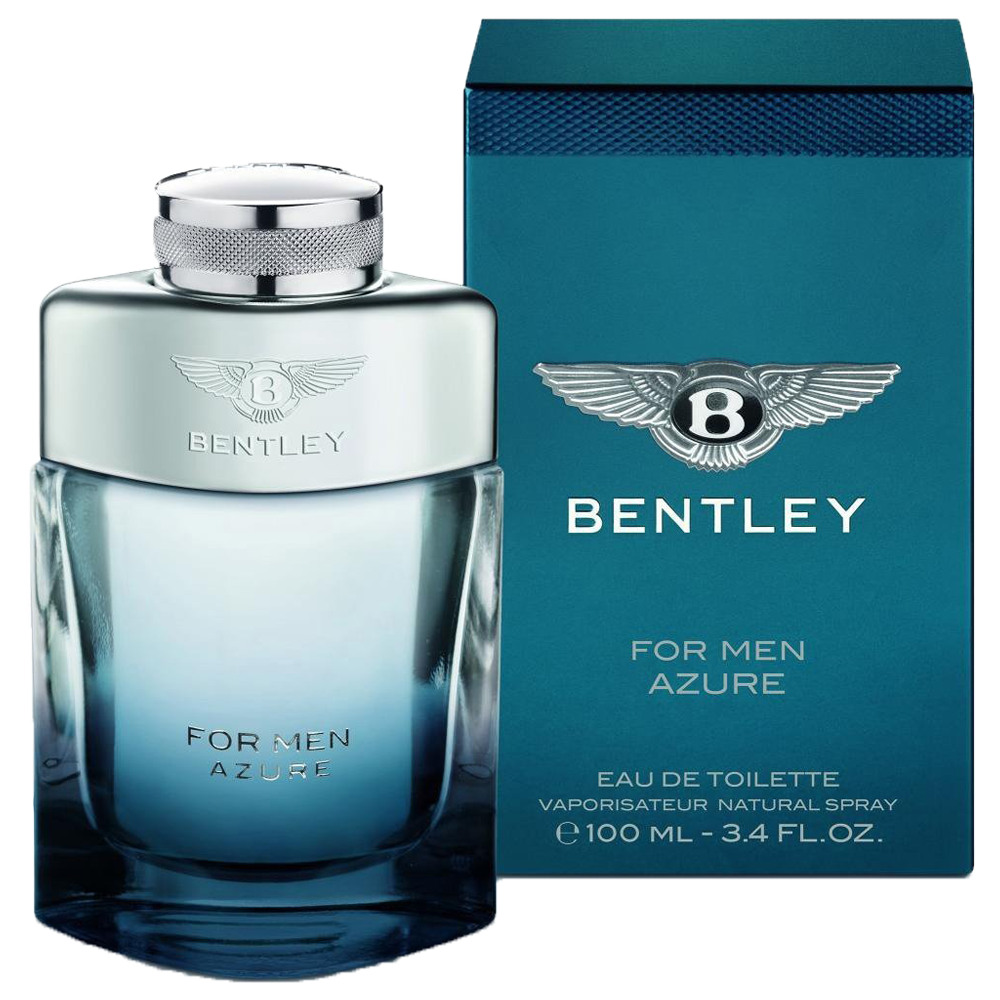 B
BENTLEY
FOR MEN
AZURE
B
BENTLEY
FOR MEN
AZURE
EAU DE TOILETTE
VAPORISATEUR NATURAL SPRAY
℮ 100 ML - 3.4 FL.OZ.